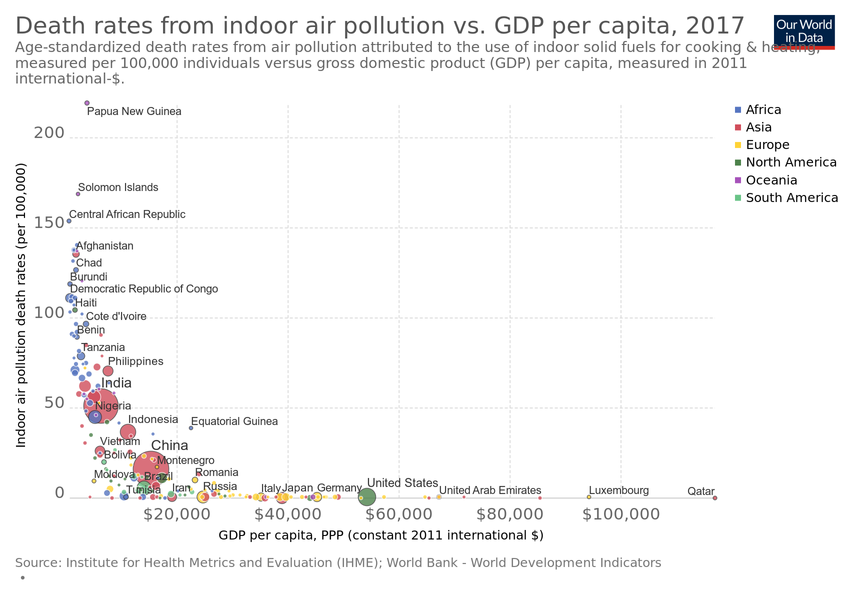 Death rates from indoor air pollution vs. GDP per capita, 2017
Our World
in Data
Age-standardized death rates from air pollution attributed to the use of indoor solid fuels for cooking & heating,
measured per 100,000 individuals versus gross domestic product (GDP) per capita, measured in 2011
international-$.
Africa
Asia
Europe
North America
Oceania
South America
Indoor air pollution death rates (per 100,000)
200
150
100
50
0
Papua New Guinea
Solomon Islands
Central African Republic
Afghanistan
Chad
Burundi
Democratic Republic of Congo
Haiti
Cote d'Ivoire
Benin
Tanzania
Philippines
India
Nigeria
Indonesia
Equatorial Guinea
Vietnam
China
Bolivia
Montenegro
Moldova
Brazil
Romania
Tunisia
Iran
Russia
Italy
Japan
Germany
United States
United Arab Emirates
Luxembourg
Qatar
$20,000
$40,000
$60,000
$80,000
$100,000
GDP per capita, PPP (constant 2011 international $)
Source: Institute for Health Metrics and Evaluation (IHME); World Bank - World Development Indicators
•